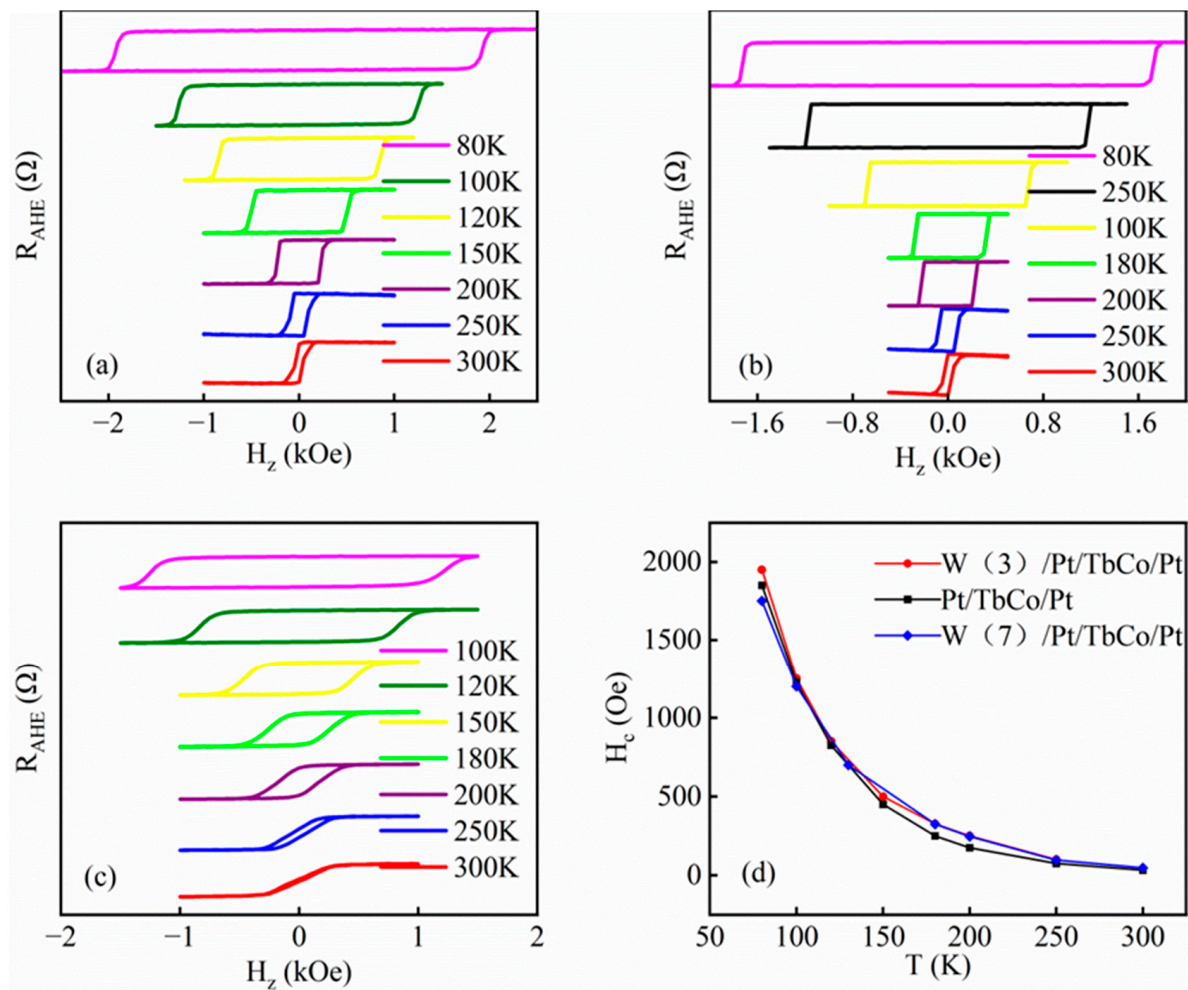 R_AHE (Ω)
80K
100K
120K
150K
200K
250K
300K
(a)
−2 −1 0 1 2
H_z (kOe)
R_AHE (Ω)
80K
250K
100K
180K
200K
250K
300K
(b)
−1.6 −0.8 0.0 0.8 1.6
H_z (kOe)
R_AHE (Ω)
100K
120K
150K
180K
200K
250K
300K
(c)
−2 −1 0 1 2
H_z (kOe)
H_c (Oe)
2000
1500
1000
500
0
W（3）/Pt/TbCo/Pt
Pt/TbCo/Pt
W（7）/Pt/TbCo/Pt
(d)
50 100 150 200 250 300
T (K)